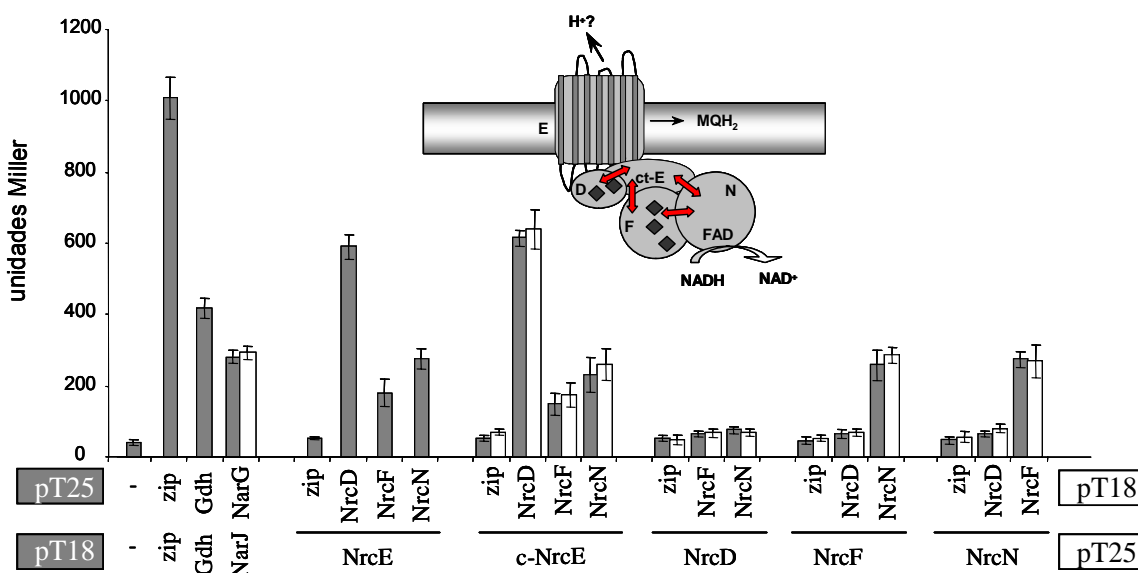 1200
1000
800
600
400
200
0
unidades Miller
H+?
E
MQH2
D
ct-E
N
F
FAD
NADH
NAD+
pT25
- zip Gdh NarG zip NrcD NrcF NrcN zip NrcD NrcF NrcN zip NrcF NrcN zip NrcD NrcN zip NrcD NrcF
pT18
pT18
- zip Gdh NarJ NrcE c-NrcE NrcD NrcF NrcN
pT25